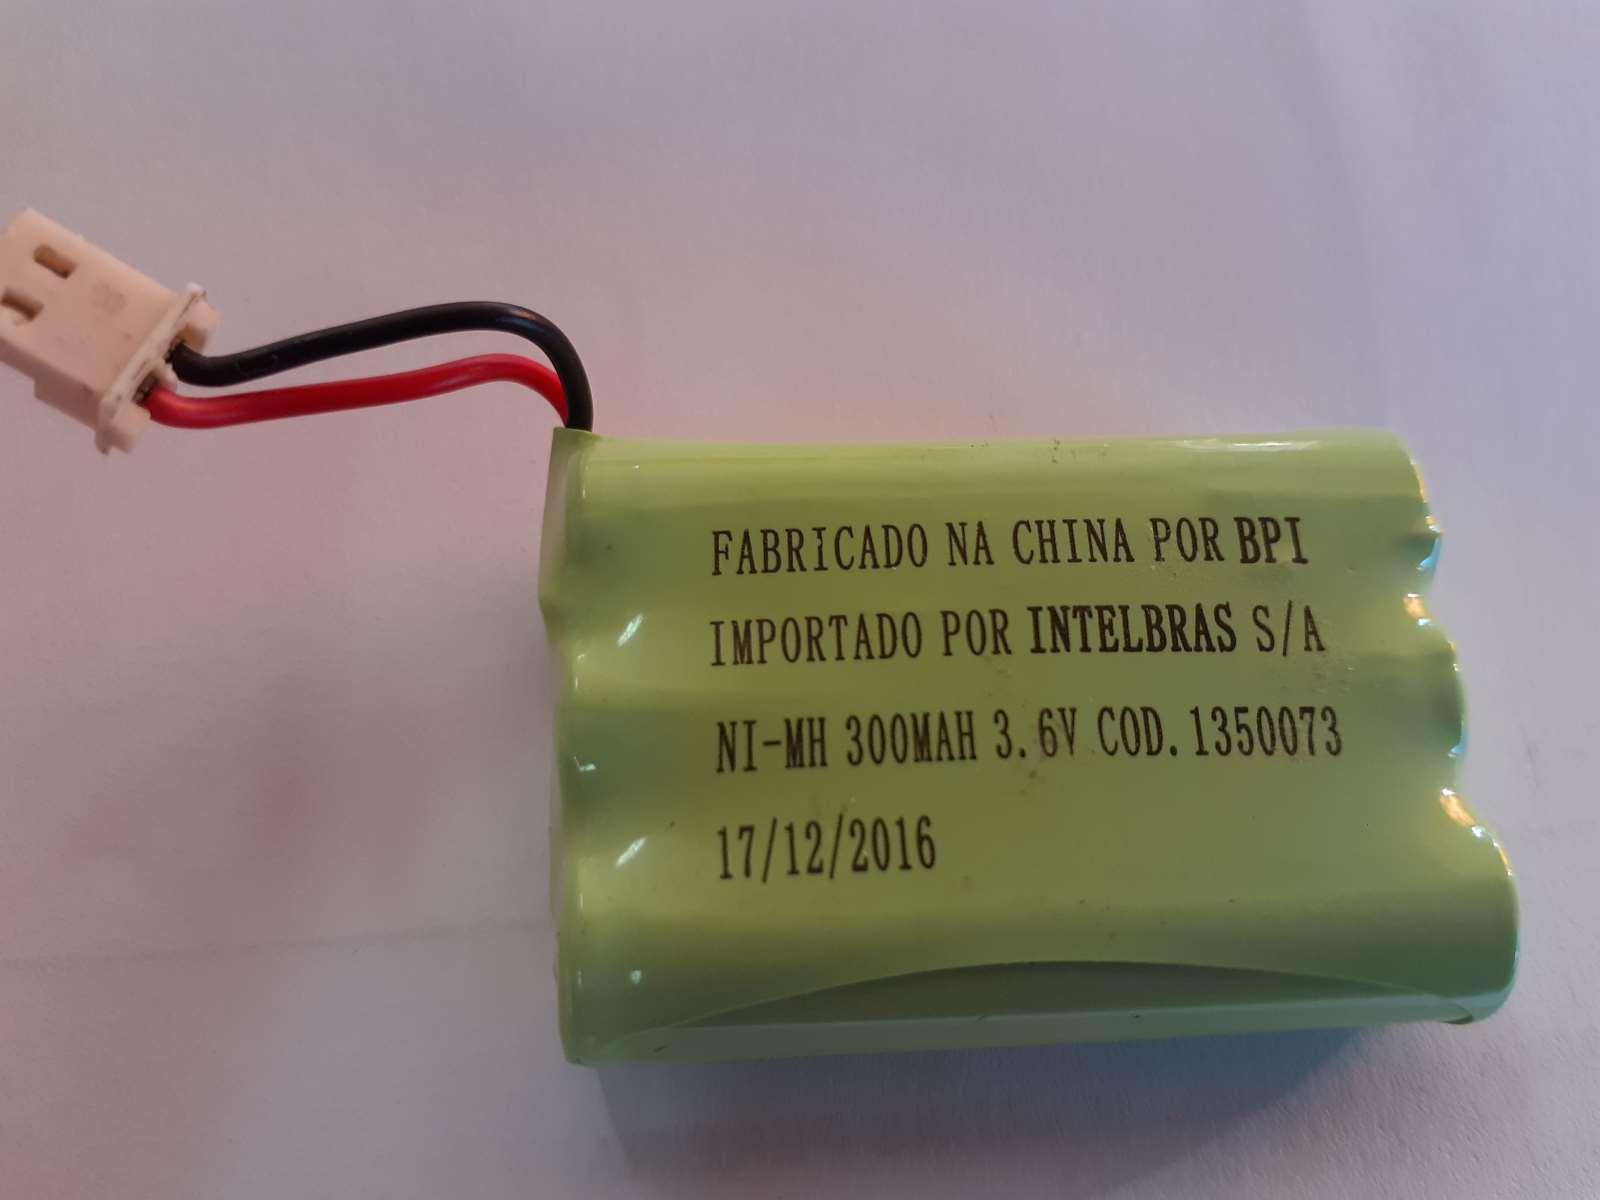 FABRICADO NA CHINA POR BPI
IMPORTADO POR INTELBRAS S/A
NI-MH 300MAH 3.6V COD.1350073
17/12/2016